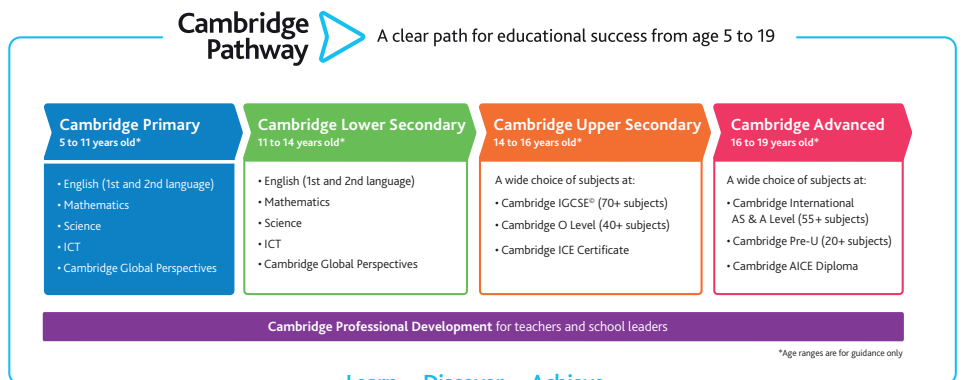 Cambridge
Pathway
A clear path for educational success from age 5 to 19
Cambridge Primary
5 to 11 years old*
• English (1st and 2nd language)
• Mathematics
• Science
• ICT
• Cambridge Global Perspectives
Cambridge Lower Secondary
11 to 14 years old*
• English (1st and 2nd language)
• Mathematics
• Science
• ICT
• Cambridge Global Perspectives
Cambridge Upper Secondary
14 to 16 years old*
A wide choice of subjects at:
• Cambridge IGCSE© (70+ subjects)
• Cambridge O Level (40+ subjects)
• Cambridge ICE Certificate
Cambridge Advanced
16 to 19 years old*
A wide choice of subjects at:
• Cambridge International
AS & A Level (55+ subjects)
• Cambridge Pre-U (20+ subjects)
• Cambridge AICE Diploma
Cambridge Professional Development for teachers and school leaders
*Age ranges are for guidance only
Learn Discover Achieve